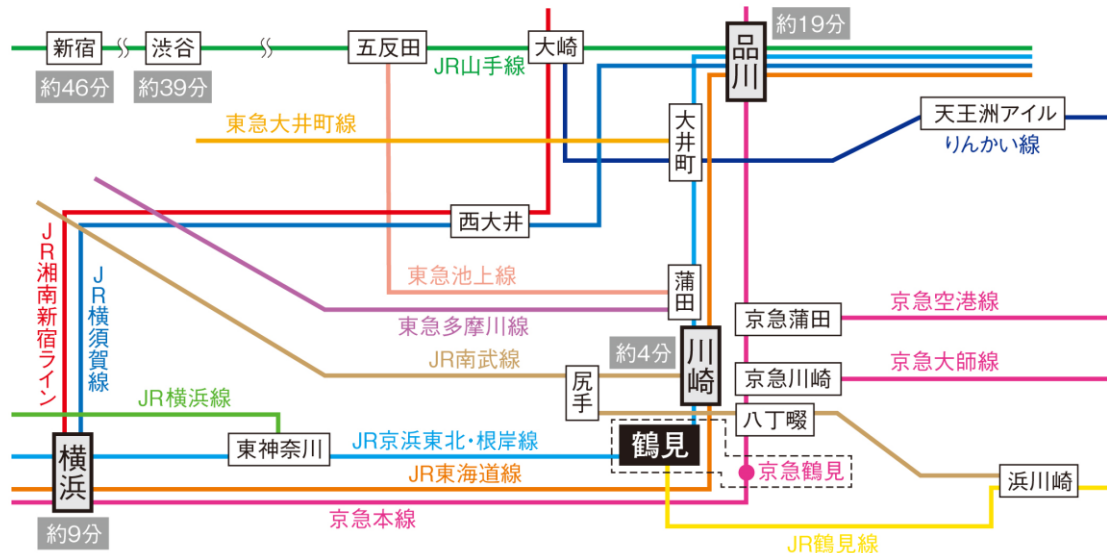 約19分
新宿
渋谷
五反田
大崎
品川
JR山手線
約46分
約39分
東急大井町線
大井町
天王洲アイル
りんかい線
西大井
JR湘南新宿ライン
JR横須賀線
東急池上線
蒲田
東急多摩川線
京急蒲田
京急空港線
JR南武線
約4分
川崎
京急川崎
京急大師線
尻手
JR横浜線
八丁畷
東神奈川
JR京浜東北・根岸線
鶴見
横浜
JR東海道線
京急鶴見
浜川崎
京急本線
約9分
JR鶴見線